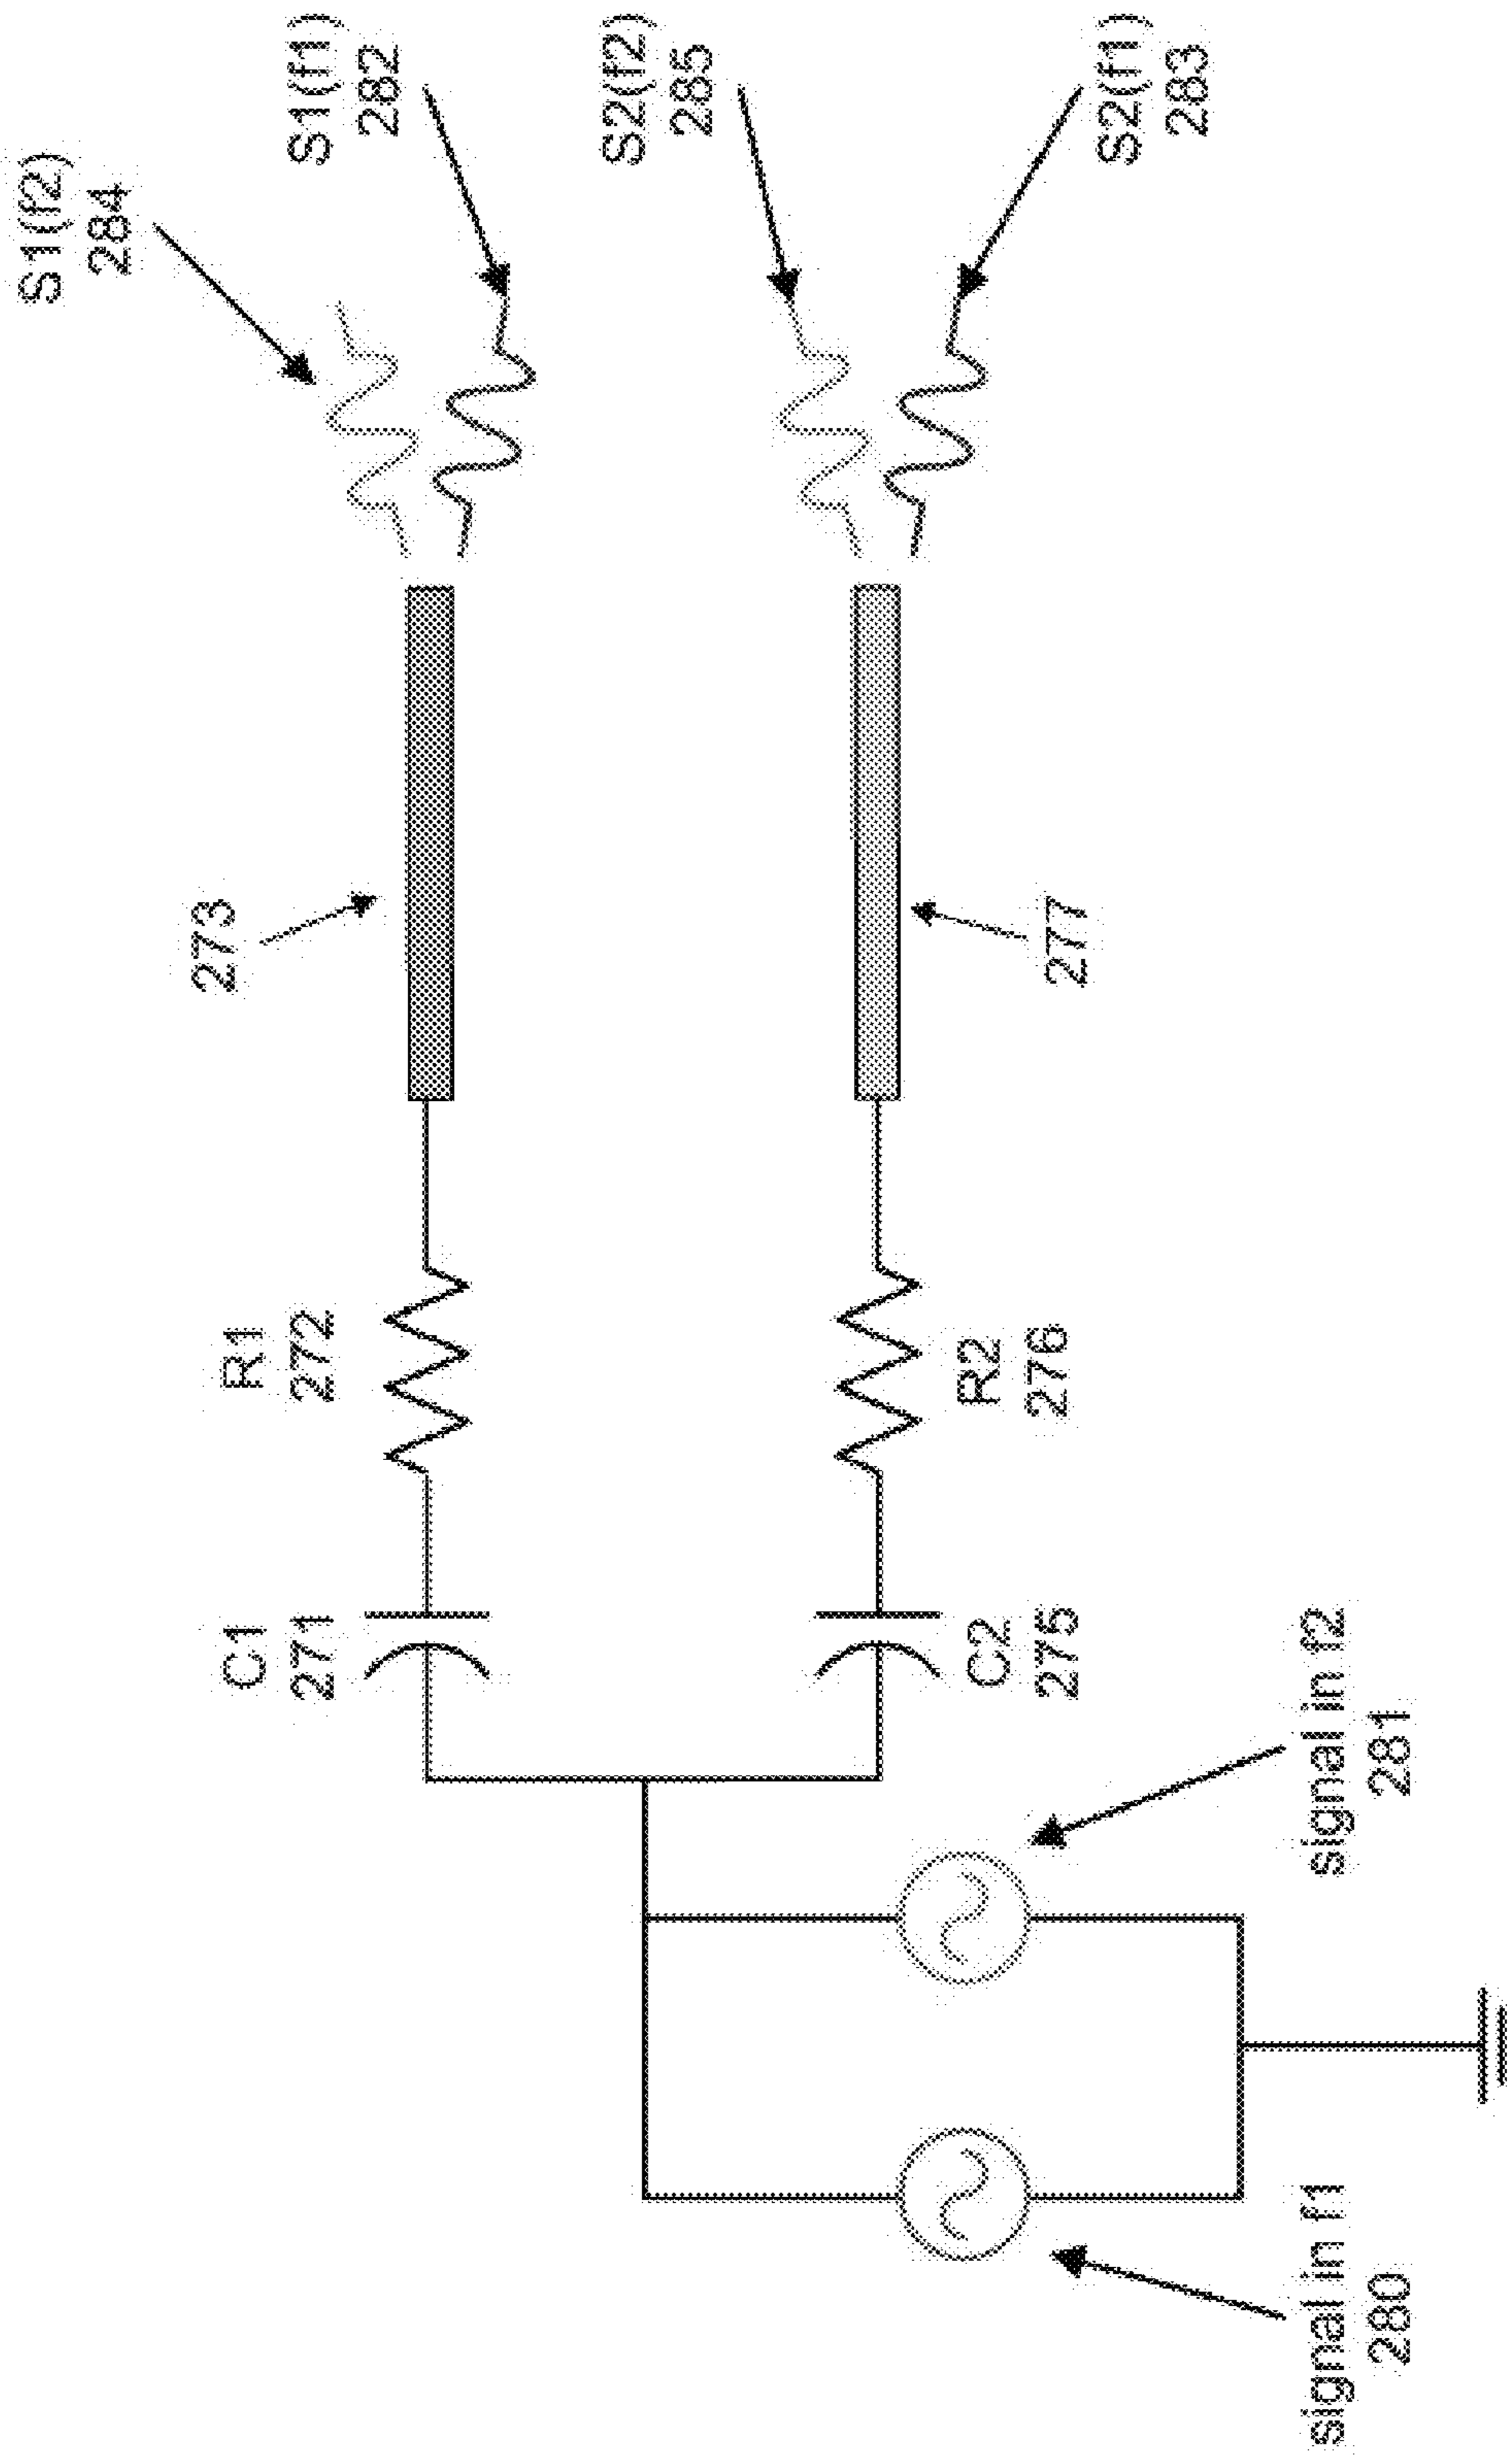 S1(f2)
284
S1(f1)
282
S2(f2)
285
S2(f1)
283
273
277
R1
272
R2
276
C1
271
C2
275
signal in f2
281
signal in f1
280